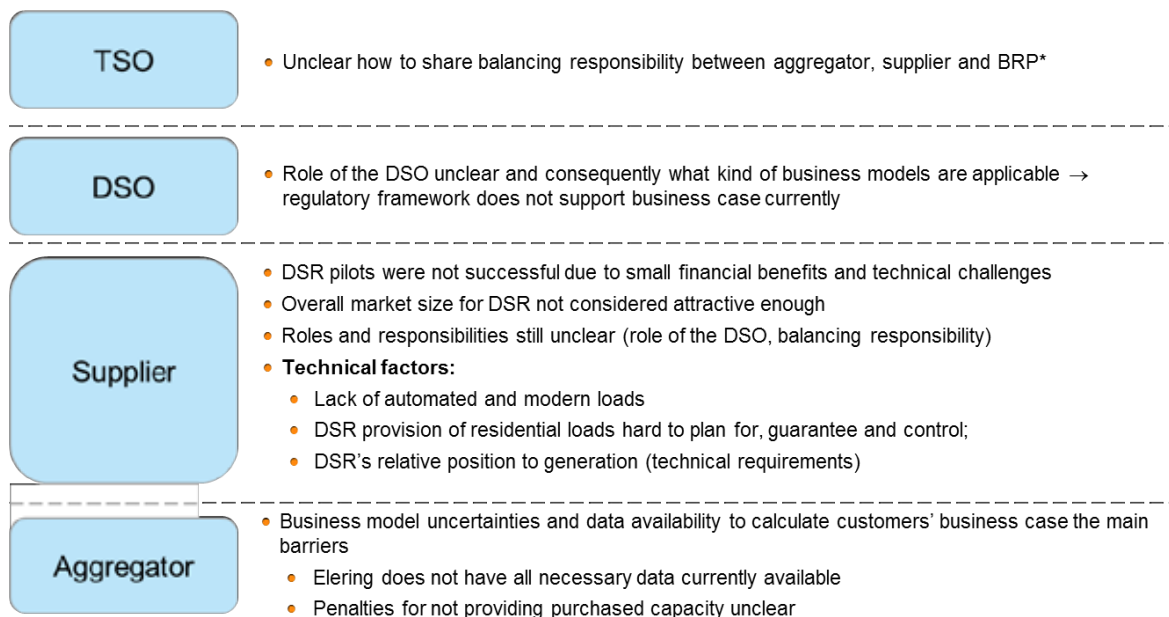 TSO
• Unclear how to share balancing responsibility between aggregator, supplier and BRP*
DSO
• Role of the DSO unclear and consequently what kind of business models are applicable →
regulatory framework does not support business case currently
Supplier
• DSR pilots were not successful due to small financial benefits and technical challenges
• Overall market size for DSR not considered attractive enough
• Roles and responsibilities still unclear (role of the DSO, balancing responsibility)
• Technical factors:
• Lack of automated and modern loads
• DSR provision of residential loads hard to plan for, guarantee and control;
• DSR's relative position to generation (technical requirements)
Aggregator
• Business model uncertainties and data availability to calculate customers' business case the main
barriers
• Elering does not have all necessary data currently available
• Penalties for not providing purchased capacity unclear